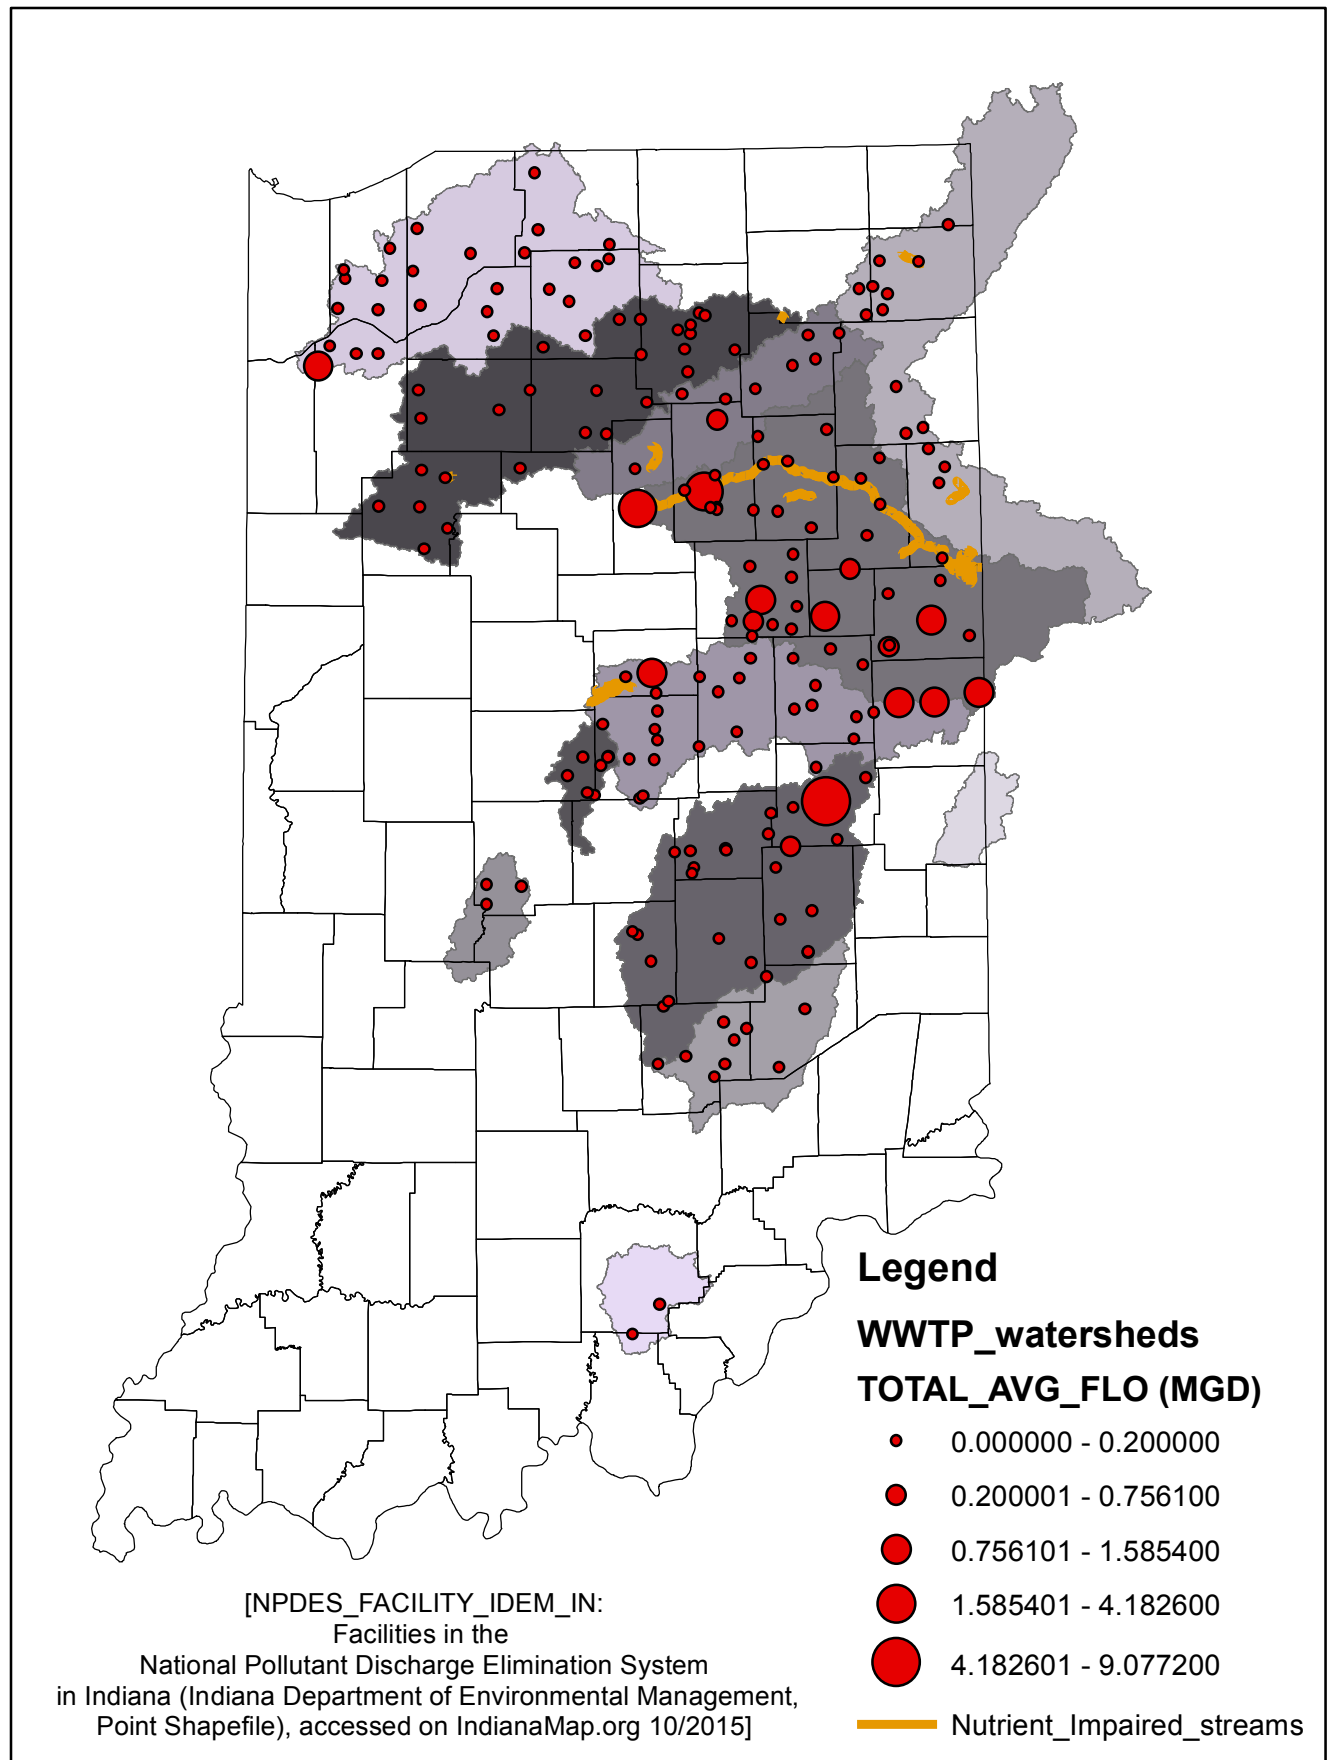 Legend
WWTP_watersheds
TOTAL_AVG_FLO (MGD)
0.000000 - 0.200000
0.200001 - 0.756100
0.756101 - 1.585400
1.585401 - 4.182600
4.182601 - 9.077200
Nutrient_Impaired_streams
[NPDES_FACILITY_IDEM_IN:
Facilities in the
National Pollutant Discharge Elimination System
in Indiana (Indiana Department of Environmental Management,
Point Shapefile), accessed on IndianaMap.org 10/2015]